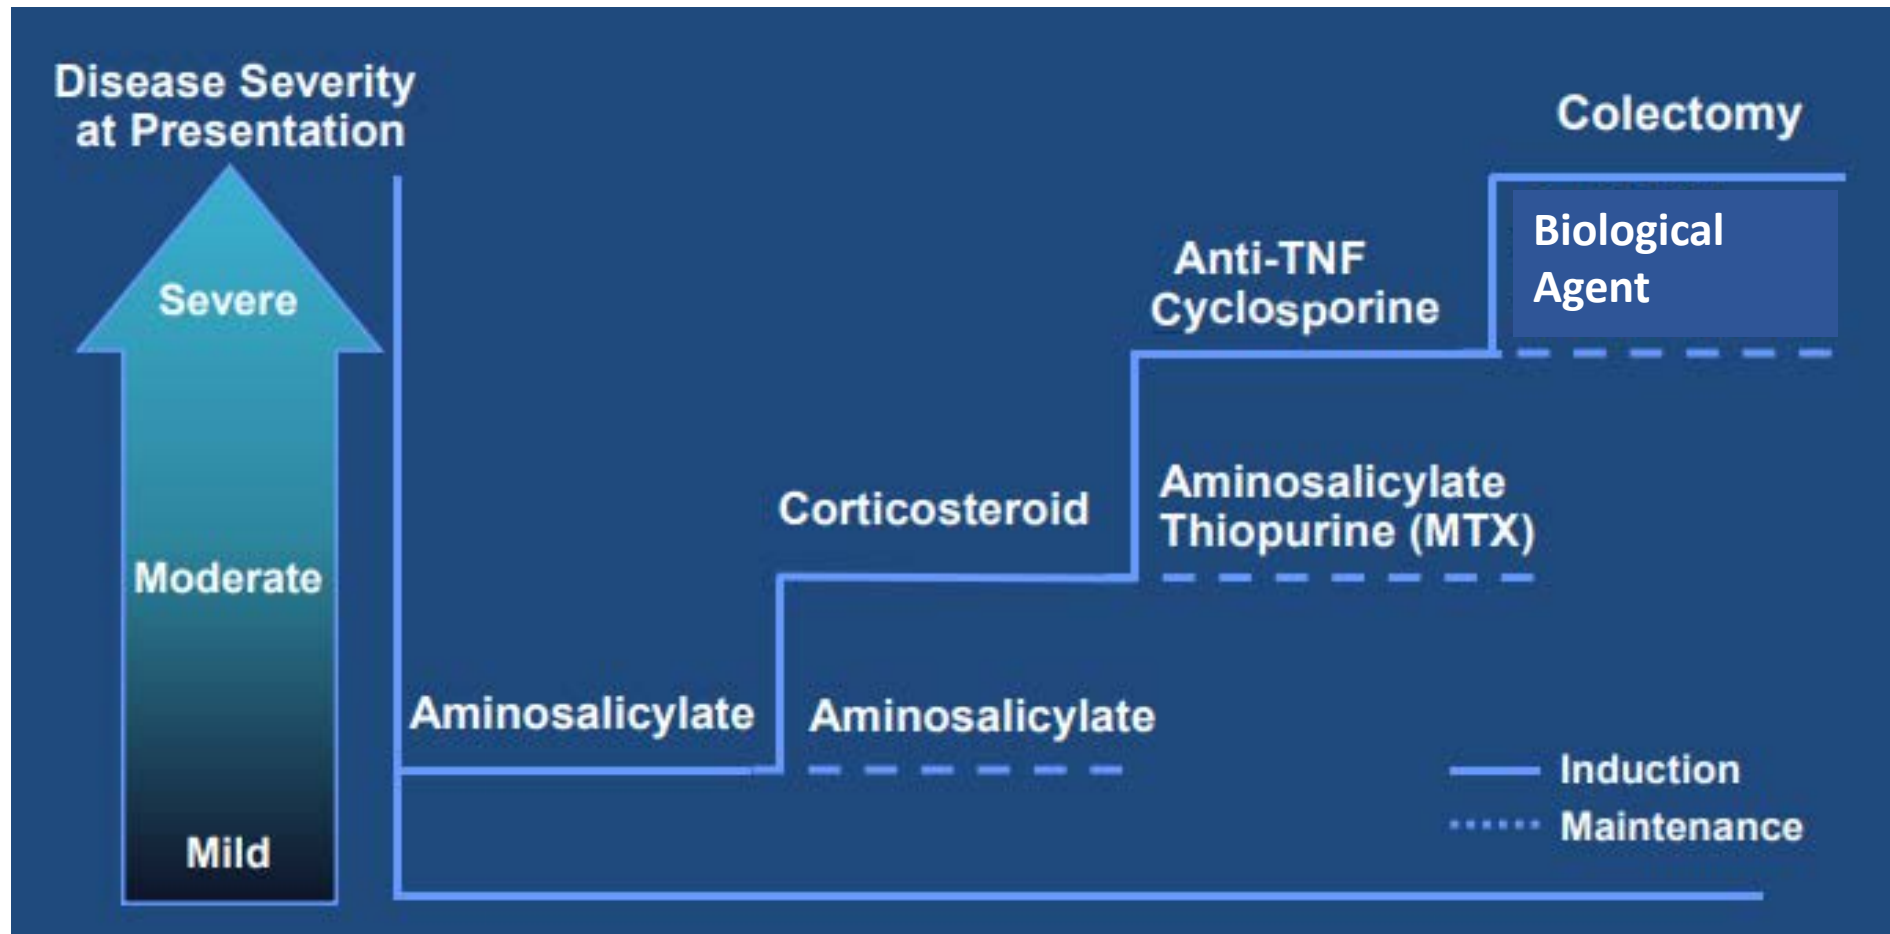 Disease Severity
at Presentation
Severe
Moderate
Mild
Aminosalicylate
Aminosalicylate
Corticosteroid
Aminosalicylate
Thiopurine (MTX)
Anti-TNF
Cyclosporine
Biological
Agent
Colectomy
Induction
Maintenance